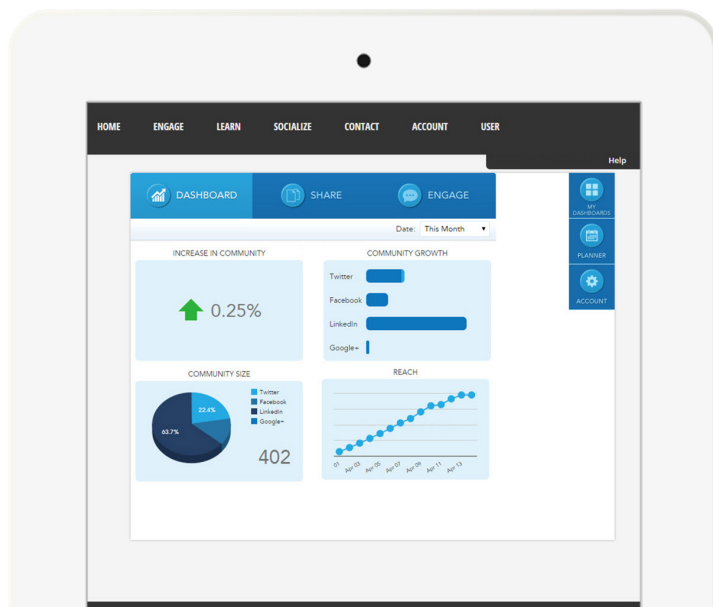 HOME ENGAGE LEARN SOCIALIZE CONTACT ACCOUNT USER
Help
DASHBOARD SHARE ENGAGE
Date: This Month
MY
DASHBOARDS
PLANNER
ACCOUNT
INCREASE IN COMMUNITY
0.25%
COMMUNITY GROWTH
Twitter
Facebook
LinkedIn
Google+
COMMUNITY SIZE
22.4%
63.7%
Twitter
Facebook
LinkedIn
Google+
402
REACH
01 Apr 03 Apr 05 Apr 07 Apr 09 Apr 11 Apr 13